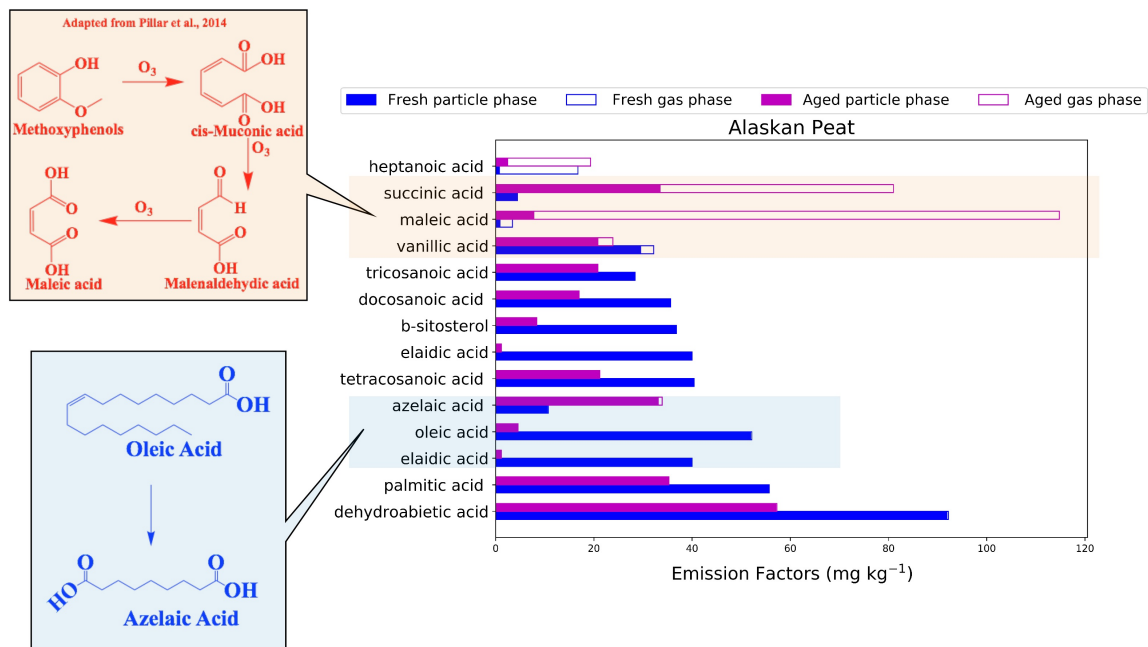 Adapted from Pillar et al., 2014
OH
O
Methoxyphenols
O3
O
OH
OH
O
cis-Muconic acid
O3
O
H
O
OH
Malenaldehydic acid
O3
OH
O
O
OH
Maleic acid
O
OH
Oleic Acid
O
HO
O
OH
Azelaic Acid
Fresh particle phase
Fresh gas phase
Aged particle phase
Aged gas phase
Alaskan Peat
heptanoic acid
succinic acid
maleic acid
vanillic acid
tricosanoic acid
docosanoic acid
b-sitosterol
elaidic acid
tetracosanoic acid
azelaic acid
oleic acid
elaidic acid
palmitic acid
dehydroabietic acid
0 20 40 60 80 100 120
Emission Factors (mg kg⁻¹)